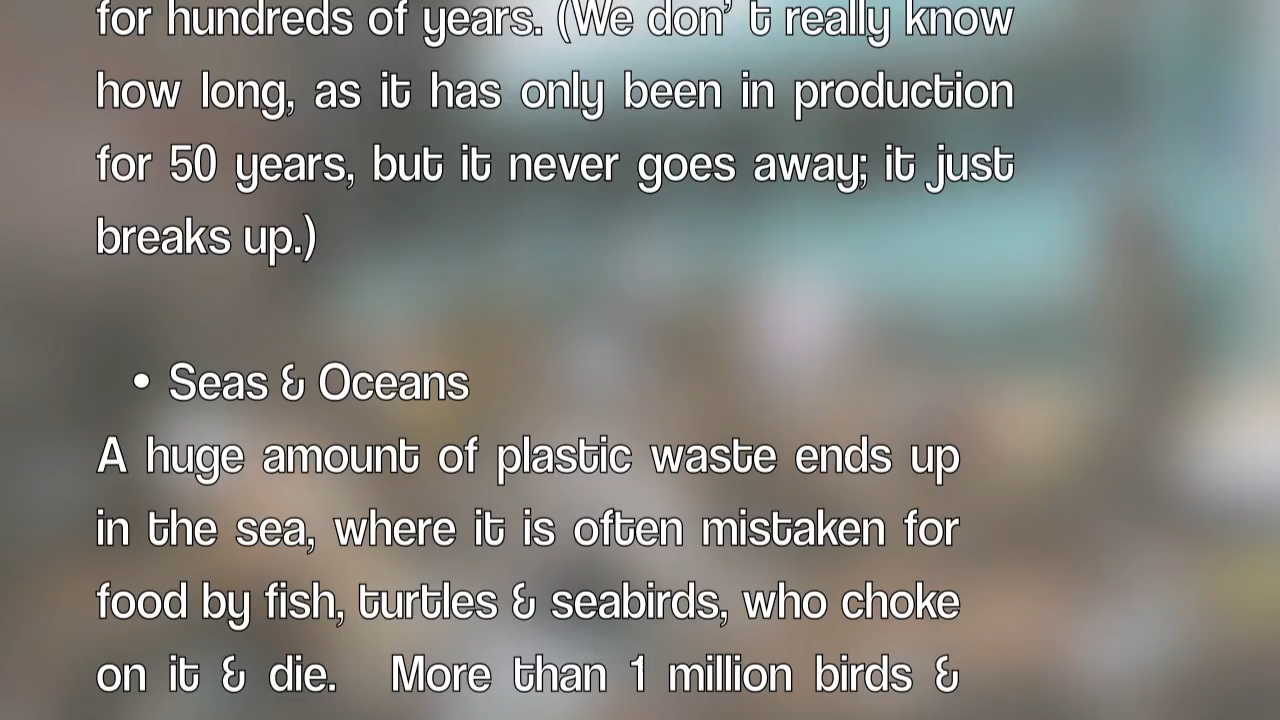 for hundreds of years. (We don’ t really know
how long, as it has only been in production
for 50 years, but it never goes away; it just
breaks up.)
• Seas & Oceans
A huge amount of plastic waste ends up
in the sea, where it is often mistaken for
food by fish, turtles & seabirds, who choke
on it & die. More than 1 million birds &